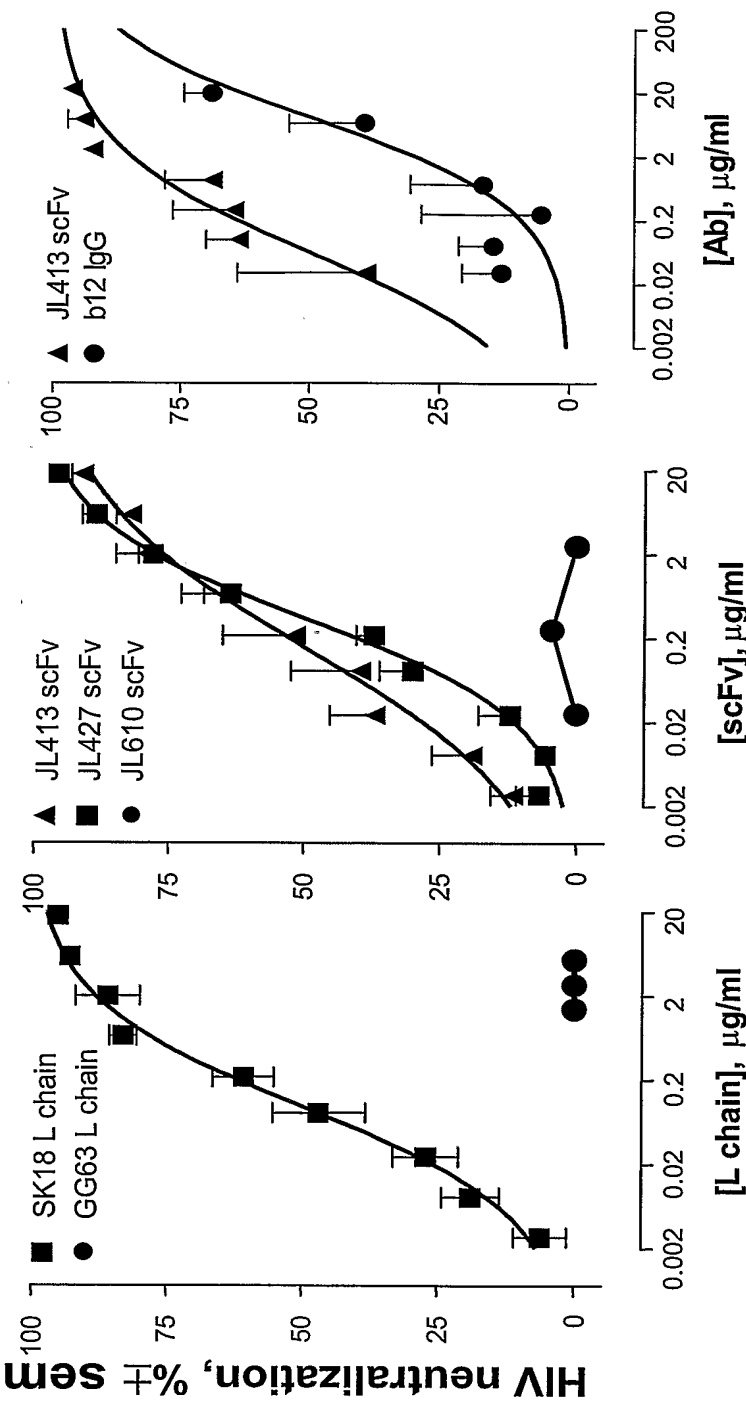 HIV neutralization, %± sem
100
75
50
25
0
SK18 L chain
GG63 L chain
0.002
0.02
0.2
2
20
[L chain], µg/ml
100
75
50
25
0
JL413 scFv
JL427 scFv
JL610 scFv
0.002
0.02
0.2
2
20
[scFv], µg/ml
100
75
50
25
0
JL413 scFv
b12 IgG
0.002
0.02
0.2
2
20
200
[Ab], µg/ml